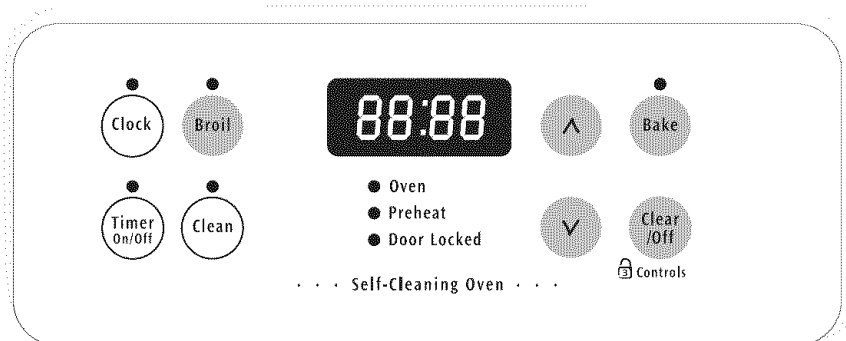 Clock
Broil
88:88
∧
Bake
Timer
On/Off
Clean
Oven
Preheat
Door Locked
∨
Clear
/Off
3 Controls
· · · Self-Cleaning Oven · · ·